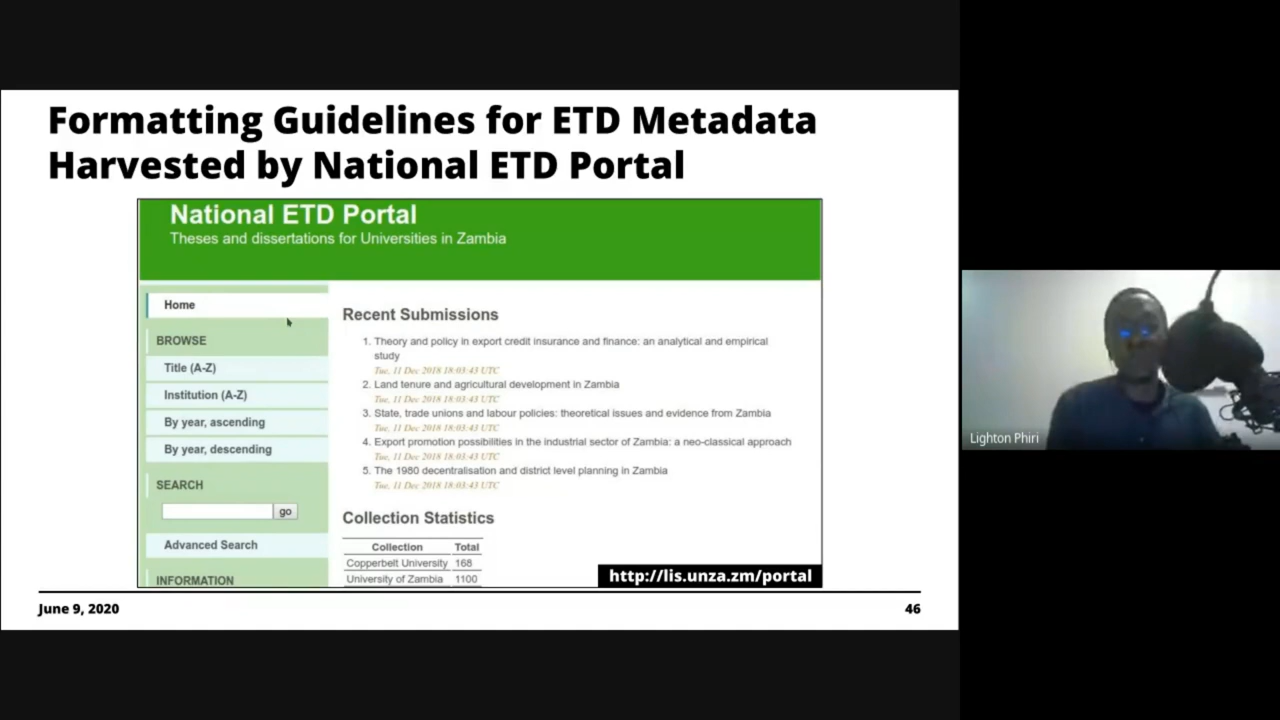 Formatting Guidelines for ETD Metadata
Harvested by National ETD Portal
National ETD Portal
Theses and dissertations for Universities in Zambia
Home
BROWSE
Title (A-Z)
Institution (A-Z)
By year, ascending
By year, descending
SEARCH
go
Advanced Search
INFORMATION
Recent Submissions
1. Theory and policy in export credit insurance and finance: an analytical and empirical
study
Tue, 11 Dec 2018 18:03:43 UTC
2. Land tenure and agricultural development in Zambia
Tue, 11 Dec 2018 18:03:43 UTC
3. State, trade unions and labour policies: theoretical issues and evidence from Zambia
Tue, 11 Dec 2018 18:03:43 UTC
4. Export promotion possibilities in the industrial sector of Zambia: a neo-classical approach
Tue, 11 Dec 2018 18:03:43 UTC
5. The 1980 decentralisation and district level planning in Zambia
Tue, 11 Dec 2018 18:03:43 UTC
Collection Statistics
Collection Total
Copperbelt University 168
University of Zambia 1100
http://lis.unza.zm/portal
June 9, 2020
46
Lighton Phiri